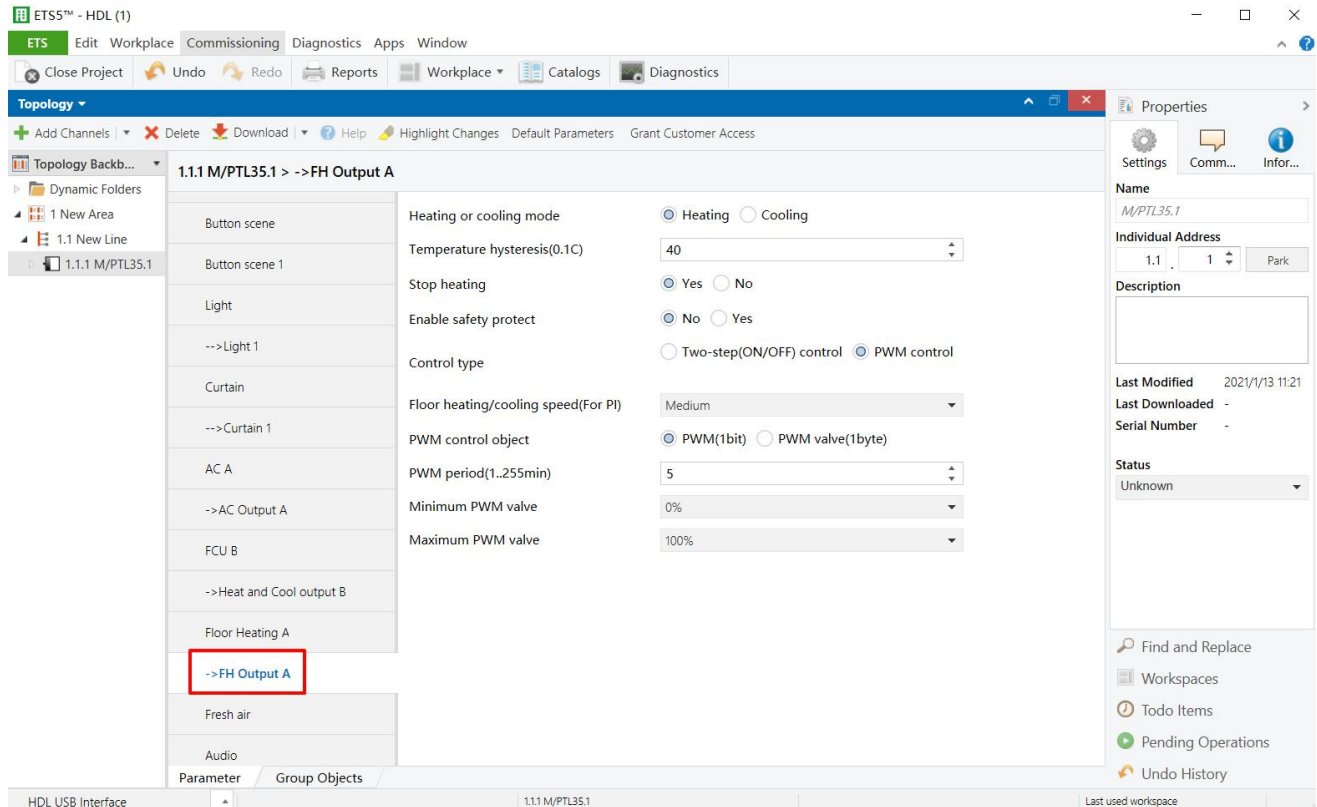 ETS5™ - HDL (1)
ETS Edit Workplace Commissioning Diagnostics Apps Window
Close Project Undo Redo Reports Workplace Catalogs Diagnostics
Topology
Add Channels Delete Download Help Highlight Changes Default Parameters Grant Customer Access
Topology Backb...
Dynamic Folders
1 New Area
1.1 New Line
1.1.1 M/PTL35.1
1.1.1 M/PTL35.1 > ->FH Output A
Button scene
Button scene 1
Light
-->Light 1
Curtain
-->Curtain 1
AC A
->AC Output A
FCU B
->Heat and Cool output B
Floor Heating A
->FH Output A
Fresh air
Audio
Heating or cooling mode Heating Cooling
Temperature hysteresis(0.1C) 40
Stop heating Yes No
Enable safety protect No Yes
Control type Two-step(ON/OFF) control PWM control
Floor heating/cooling speed(For PI) Medium
PWM control object PWM(1bit) PWM valve(1byte)
PWM period(1..255min) 5
Minimum PWM valve 0%
Maximum PWM valve 100%
Parameter Group Objects
Properties
Settings Comm... Infor...
Name
M/PTL35.1
Individual Address
1.1 . 1 Park
Description
Last Modified 2021/1/13 11:21
Last Downloaded -
Serial Number -
Status
Unknown
Find and Replace
Workspaces
Todo Items
Pending Operations
Undo History
HDL USB Interface 1.1.1 M/PTL35.1 Last used workspace